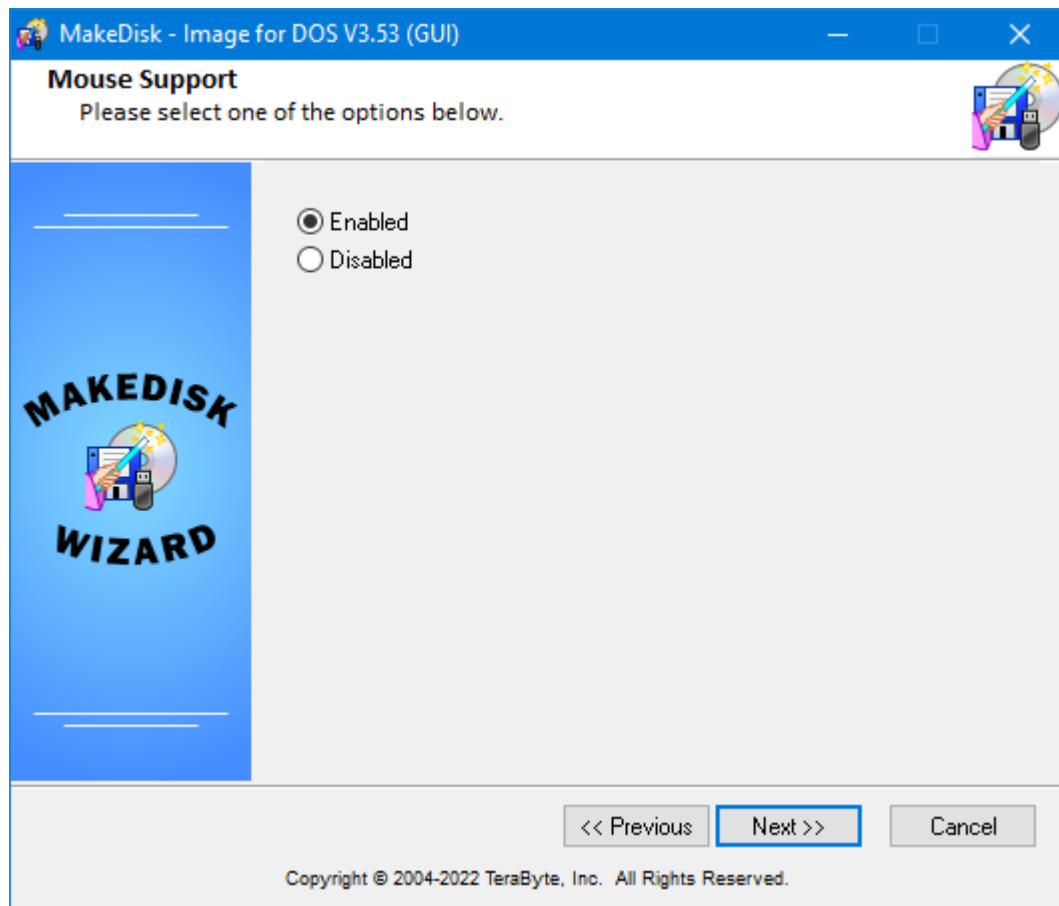 MakeDisk - Image for DOS V3.53 (GUI)
Mouse Support
Please select one of the options below.
Enabled
Disabled
MAKEDISK
WIZARD
<< Previous
Next >>
Cancel
Copyright © 2004-2022 TeraByte, Inc. All Rights Reserved.